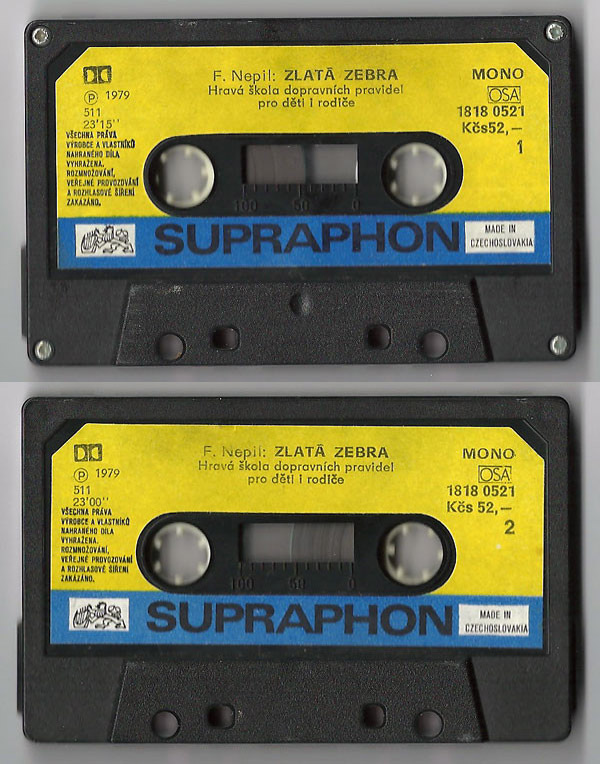 F. Nepil: ZLATÁ ZEBRA
Hravá škola dopravních pravidel
pro děti i rodiče
MONO
OSA
1818 0521
Kčs52,—
1
Ⓟ 1979
511
23'15''
VŠECHNA PRÁVA
VÝROBCE A VLASTNÍKŮ
NAHRANÉHO DÍLA
VYHRAŽENA.
ROZMNOŽOVÁNÍ,
VEŘEJNÉ PROVOZOVÁNÍ
A ROZHLASOVÉ ŠÍŘENÍ
ZAKÁZÁNO.
100 50 0
SUPRAPHON
MADE IN
CZECHOSLOVAKIA
F. Nepil: ZLATÁ ZEBRA
Hravá škola dopravních pravidel
pro děti i rodiče
MONO
OSA
1818 0521
Kčs 52,—
2
Ⓟ 1979
511
23'00''
VŠECHNA PRÁVA
VÝROBCE A VLASTNÍKŮ
NAHRANÉHO DÍLA
VYHRAŽENA.
ROZMNOŽOVÁNÍ,
VEŘEJNÉ PROVOZOVÁNÍ
A ROZHLASOVÉ ŠÍŘENÍ
ZAKÁZÁNO.
100 50 0
SUPRAPHON
MADE IN
CZECHOSLOVAKIA